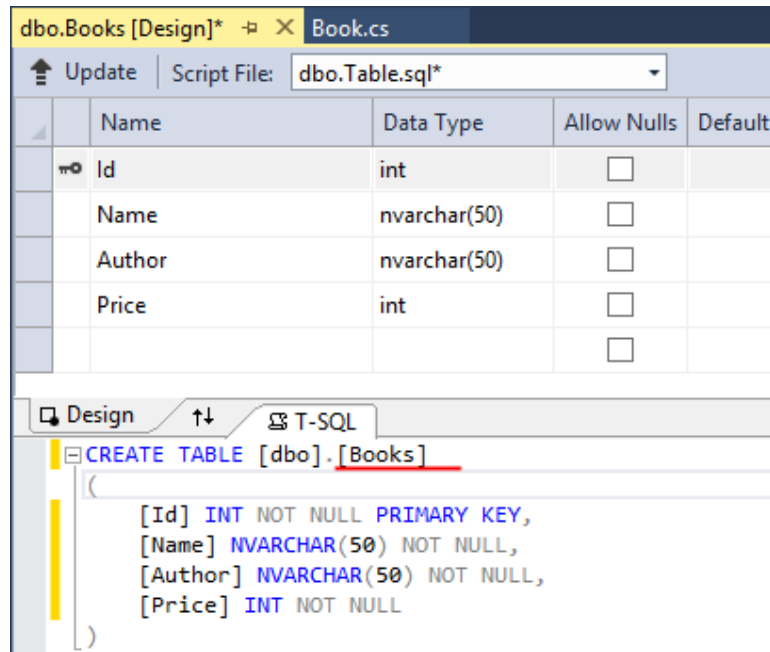 dbo.Books [Design]* Book.cs
Update Script File: dbo.Table.sql*
Name Data Type Allow Nulls Default
Id int
Name nvarchar(50)
Author nvarchar(50)
Price int
Design T-SQL
CREATE TABLE [dbo].[Books]
(
[Id] INT NOT NULL PRIMARY KEY,
[Name] NVARCHAR(50) NOT NULL,
[Author] NVARCHAR(50) NOT NULL,
[Price] INT NOT NULL
)